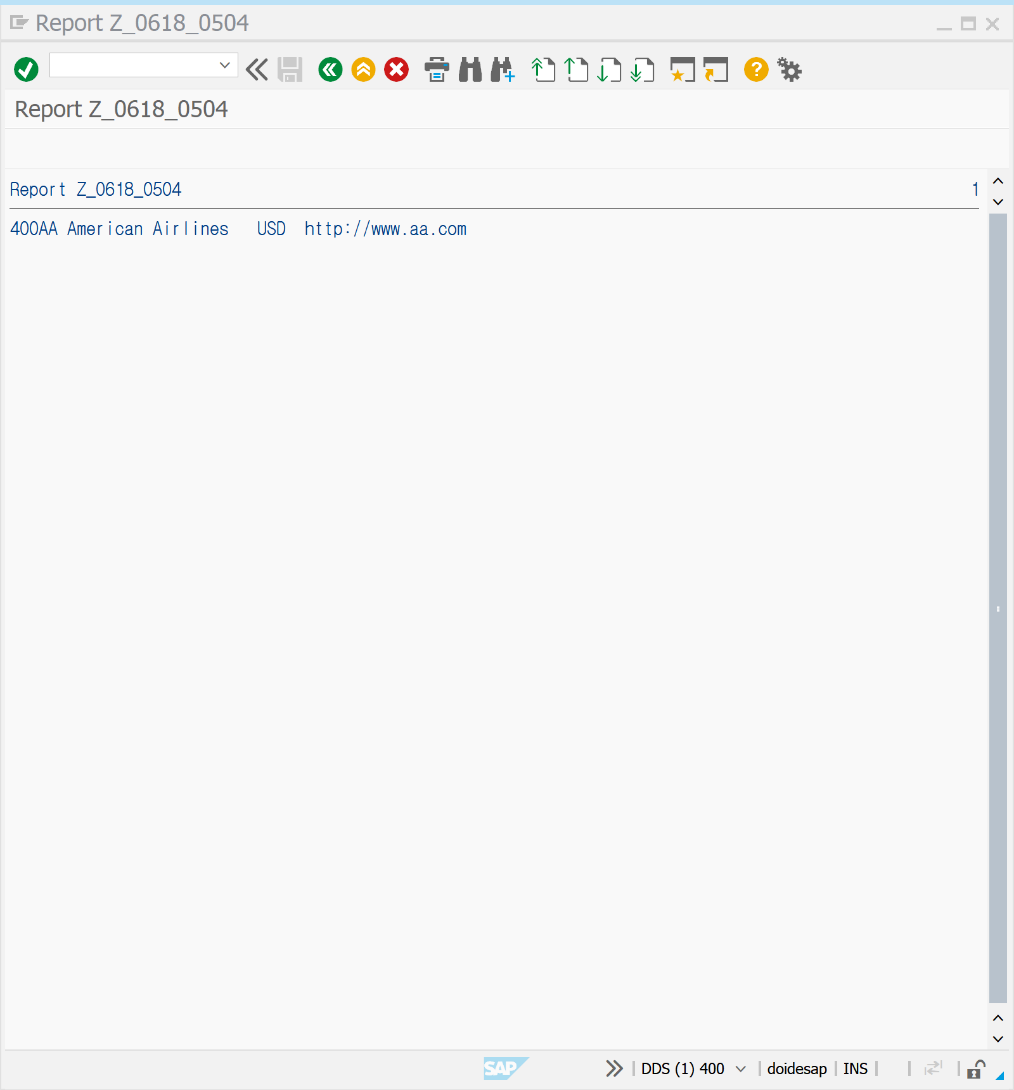 Report Z_0618_0504
Report Z_0618_0504
Report Z_0618_0504 1
400AA American Airlines USD http://www.aa.com
SAP DDS (1) 400 doidesap INS